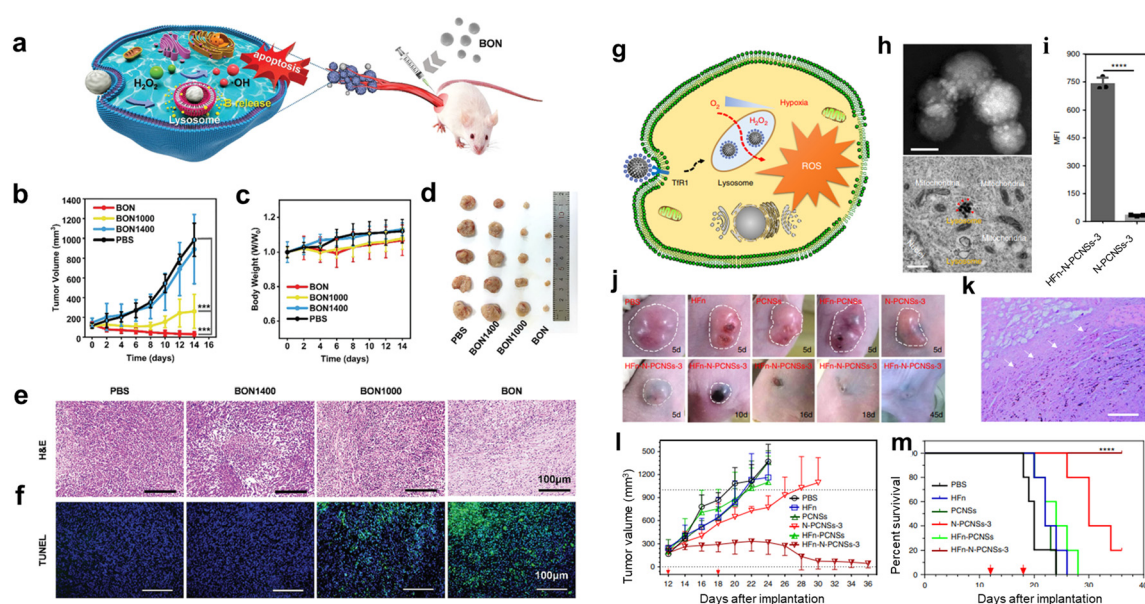 a
BON
apoptosis
H₂O₂
·OH
B release
Lysosome
b
BON
BON1000
BON1400
PBS
Tumor Volume (mm³)
1400
1200
1000
800
600
400
200
0
***
***
0 2 4 6 8 10 12 14 16
Time (days)
c
Body Weight (W/W₀)
1.2
1.0
0.8
0.6
BON
BON1000
BON1400
PBS
0 2 4 6 8 10 12 14
Time (days)
d
PBS
BON1400
BON1000
BON
e
PBS
BON1400
BON1000
BON
H&E
100μm
f
TUNEL
100μm
g
O₂
Hypoxia
H₂O₂
ROS
TfR1
Lysosome
h
Mitochondria
Mitochondria
Mitochondria
i
900
750
600
450
300
150
0
MFI
****
HFn-N-PCNSs-3
N-PCNSs-3
j
PBS
5d
HFn
5d
PCNSs
5d
HFn-PCNSs
5d
N-PCNSs-3
5d
HFn-N-PCNSs-3
5d
HFn-N-PCNSs-3
10d
HFn-N-PCNSs-3
16d
HFn-N-PCNSs-3
18d
HFn-N-PCNSs-3
45d
k
l
Tumor volume (mm³)
1200
900
600
300
0
PBS
HFn
PCNSs
N-PCNSs-3
HFn-PCNSs
HFn-N-PCNSs-3
12 14 16 18 20 22 24 26 28 30 32 34 36
Days after implantation
m
Percent survivival
100
80
60
40
20
0
****
PBS
HFn
PCNSs
N-PCNSs-3
HFn-PCNSs
HFn-N-PCNSs-3
0 10 20 30 40
Days after implantation